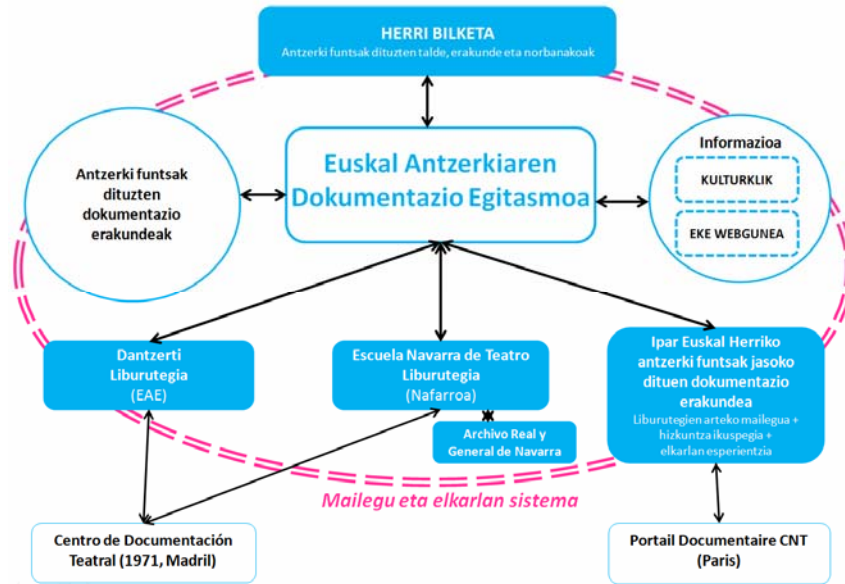 HERRI BILKETA
Antzerki funtsak dituzten talde, erakunde eta norbanakoak
Antzerki funtsak
dituzten
dokumentazio
erakundeak
Euskal Antzerkiaren
Dokumentazio Egitasmoa
Informazioa
KULTURKLIK
EKE WEBGUNEA
Dantzerti
Liburutegia
(EAE)
Escuela Navarra de Teatro
Liburutegia
(Nafarroa)
Archivo Real y
General de Navarra
Ipar Euskal Herriko
antzerki funtsak jasoko
dituen dokumentazio
erakundea
Liburutegien arteko mailegua +
hizkuntza ikuspegia +
elkarlan esperientzia
Mailegu eta elkarlan sistema
Centro de Documentación
Teatral (1971, Madril)
Portail Documentaire CNT
(Paris)